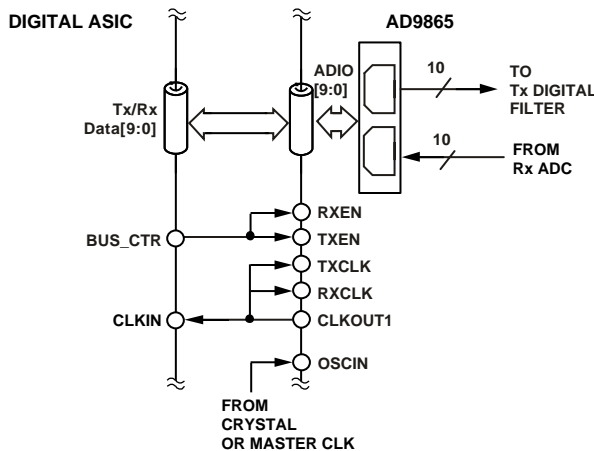 DIGITAL ASIC
AD9865
ADIO
[9:0]
Tx/Rx
Data[9:0]
10
TO
Tx DIGITAL
FILTER
10
FROM
Rx ADC
RXEN
BUS_CTR
TXEN
TXCLK
RXCLK
CLKIN
CLKOUT1
OSCIN
FROM
CRYSTAL
OR MASTER CLK